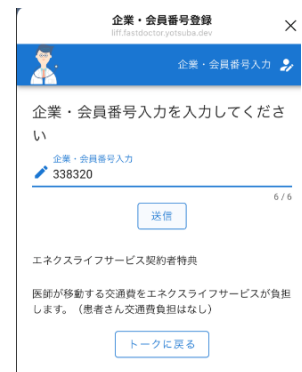 企業・会員番号登録
liff.fastdoctor.yotsuba.dev
企業・会員番号入力
企業・会員番号入力を入力してくださ
い
企業・会員番号入力
338320
6 / 6
送信
エネクスライフサービス契約者特典
医師が移動する交通費をエネクスライフサービスが負担
します。（患者さん交通費負担はなし）
トークに戻る